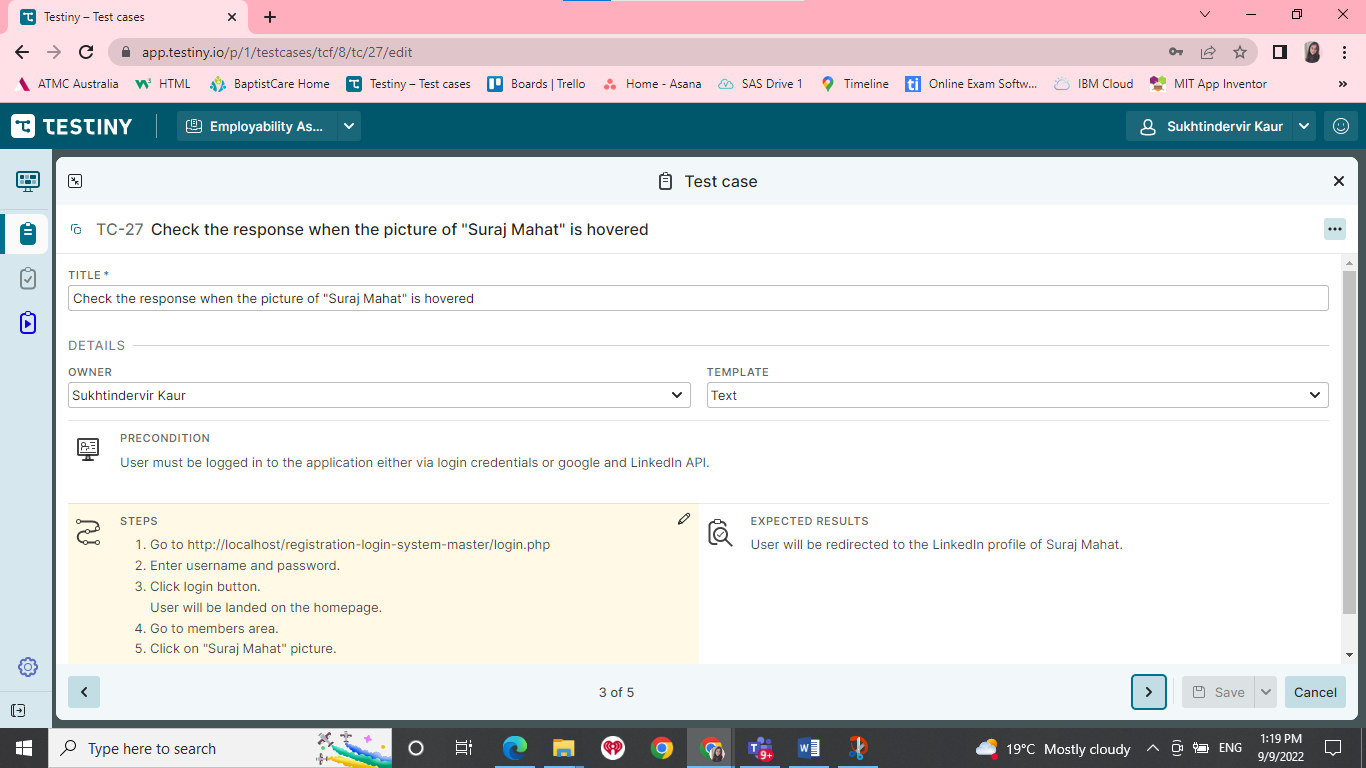 Testiny – Test cases
app.testiny.io/p/1/testcases/tcf/8/tc/27/edit
ATMC Australia HTML BaptistCare Home Testiny – Test cases Boards | Trello Home - Asana SAS Drive 1 Timeline Online Exam Softw... IBM Cloud MIT App Inventor »
TESTINY Employability As... Sukhtindervir Kaur
Test case
TC-27 Check the response when the picture of "Suraj Mahat" is hovered
TITLE *
Check the response when the picture of "Suraj Mahat" is hovered
DETAILS
OWNER TEMPLATE
Sukhtindervir Kaur Text
PRECONDITION
User must be logged in to the application either via login credentials or google and LinkedIn API.
STEPS EXPECTED RESULTS
1. Go to http://localhost/registration-login-system-master/login.php User will be redirected to the LinkedIn profile of Suraj Mahat.
2. Enter username and password.
3. Click login button.
User will be landed on the homepage.
4. Go to members area.
5. Click on "Suraj Mahat" picture.
3 of 5 Save Cancel
Type here to search 9+ 19°C Mostly cloudy ENG 1:19 PM
9/9/2022